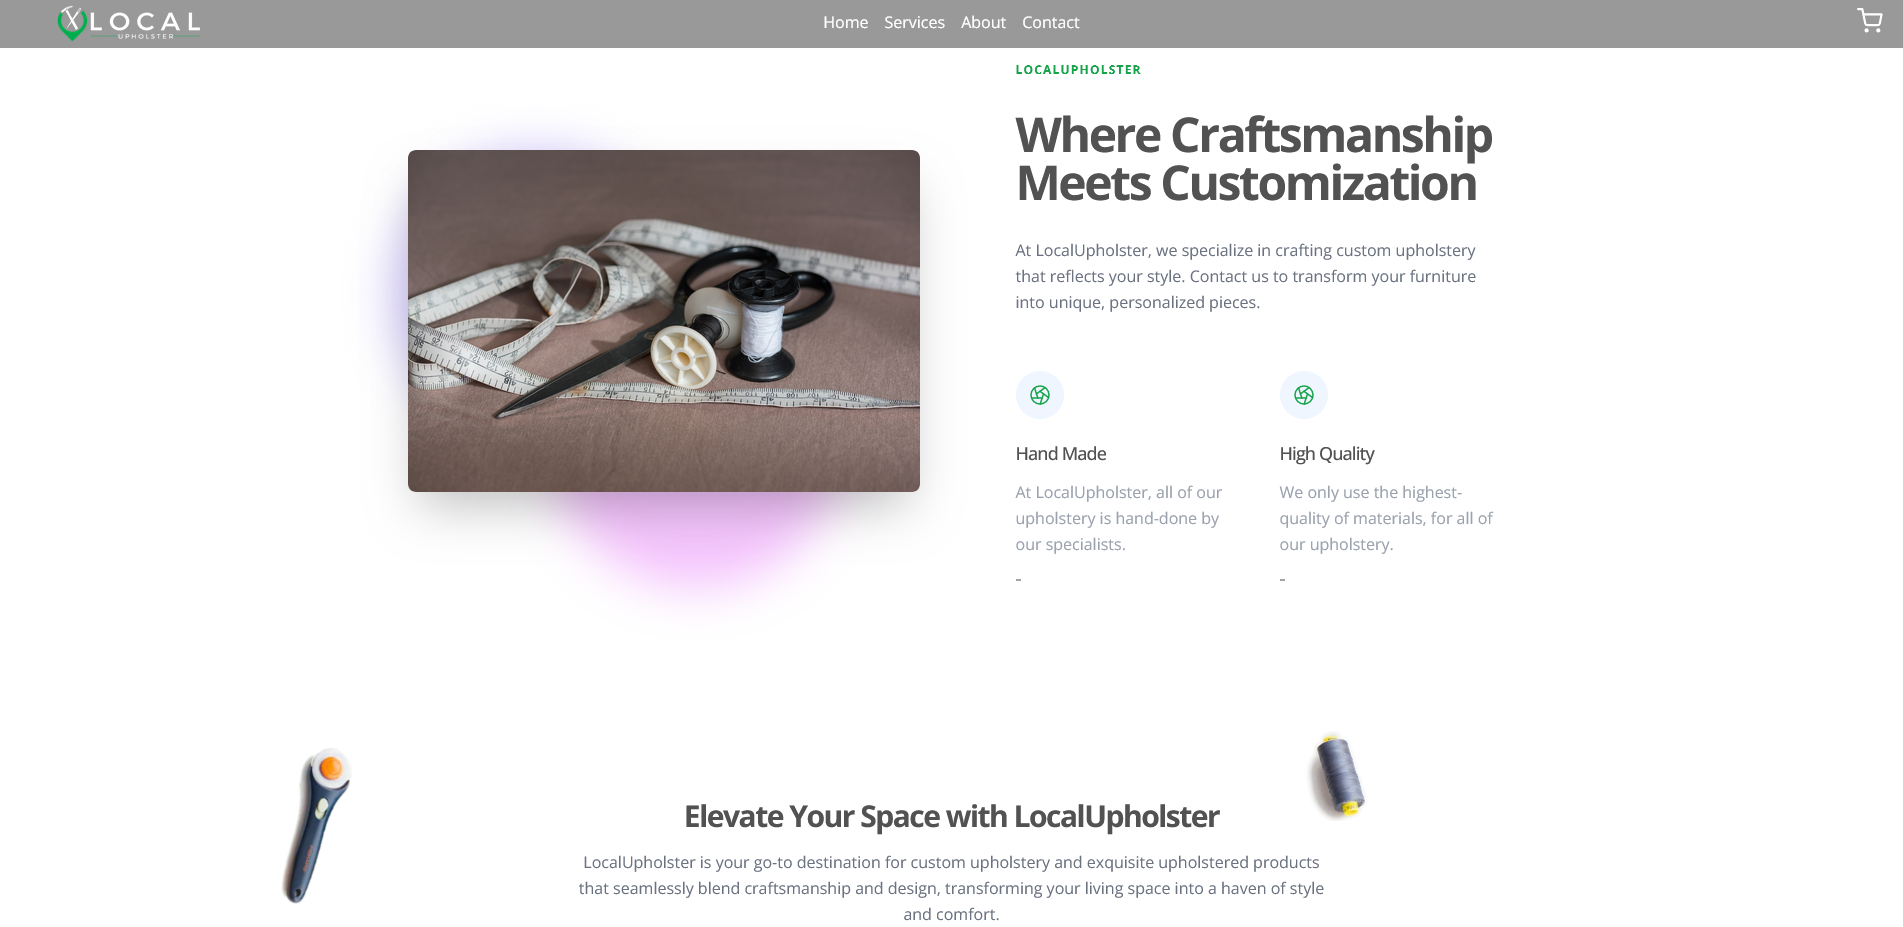 LOCAL
UPHOLSTER
Home Services About Contact
LOCALUPHOLSTER
Where Craftsmanship
Meets Customization
At LocalUpholster, we specialize in crafting custom upholstery
that reflects your style. Contact us to transform your furniture
into unique, personalized pieces.
Hand Made
At LocalUpholster, all of our
upholstery is hand-done by
our specialists.
-
High Quality
We only use the highest-
quality of materials, for all of
our upholstery.
-
Elevate Your Space with LocalUpholster
LocalUpholster is your go-to destination for custom upholstery and exquisite upholstered products
that seamlessly blend craftsmanship and design, transforming your living space into a haven of style
and comfort.